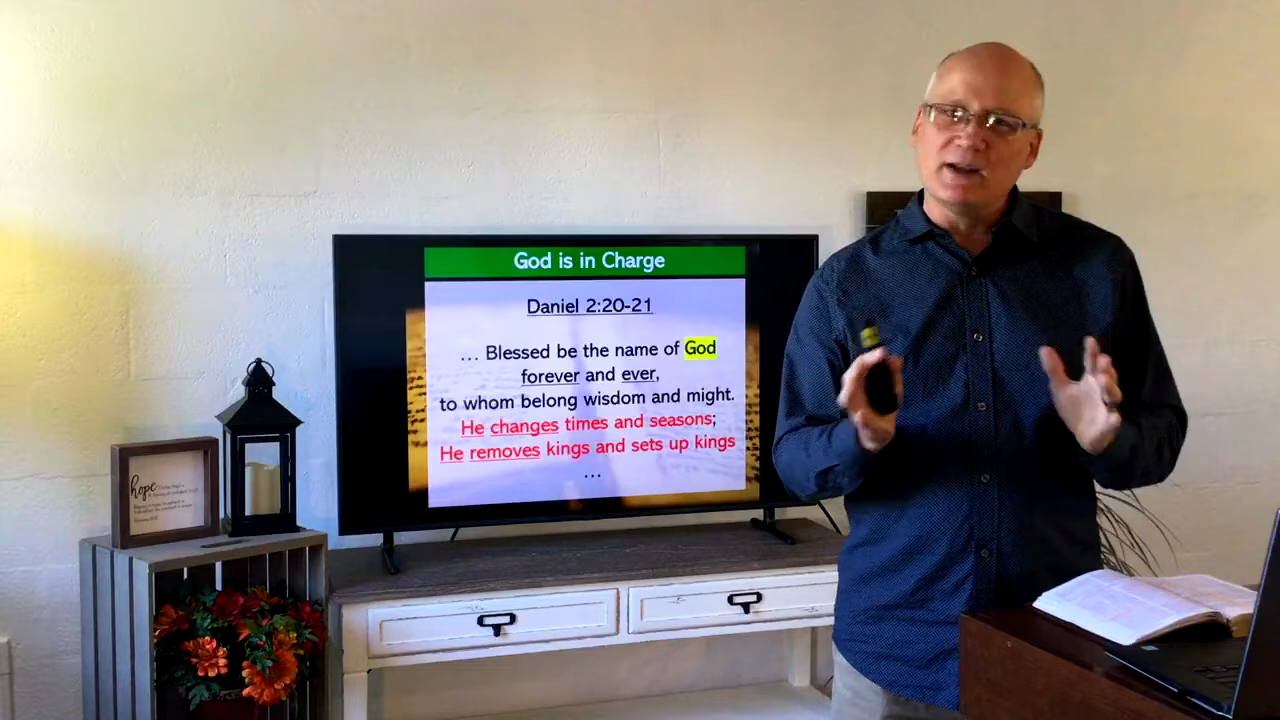 God is in Charge
Daniel 2:20-21
… Blessed be the name of God
forever and ever,
to whom belong wisdom and might.
He changes times and seasons;
He removes kings and sets up kings
…
hope